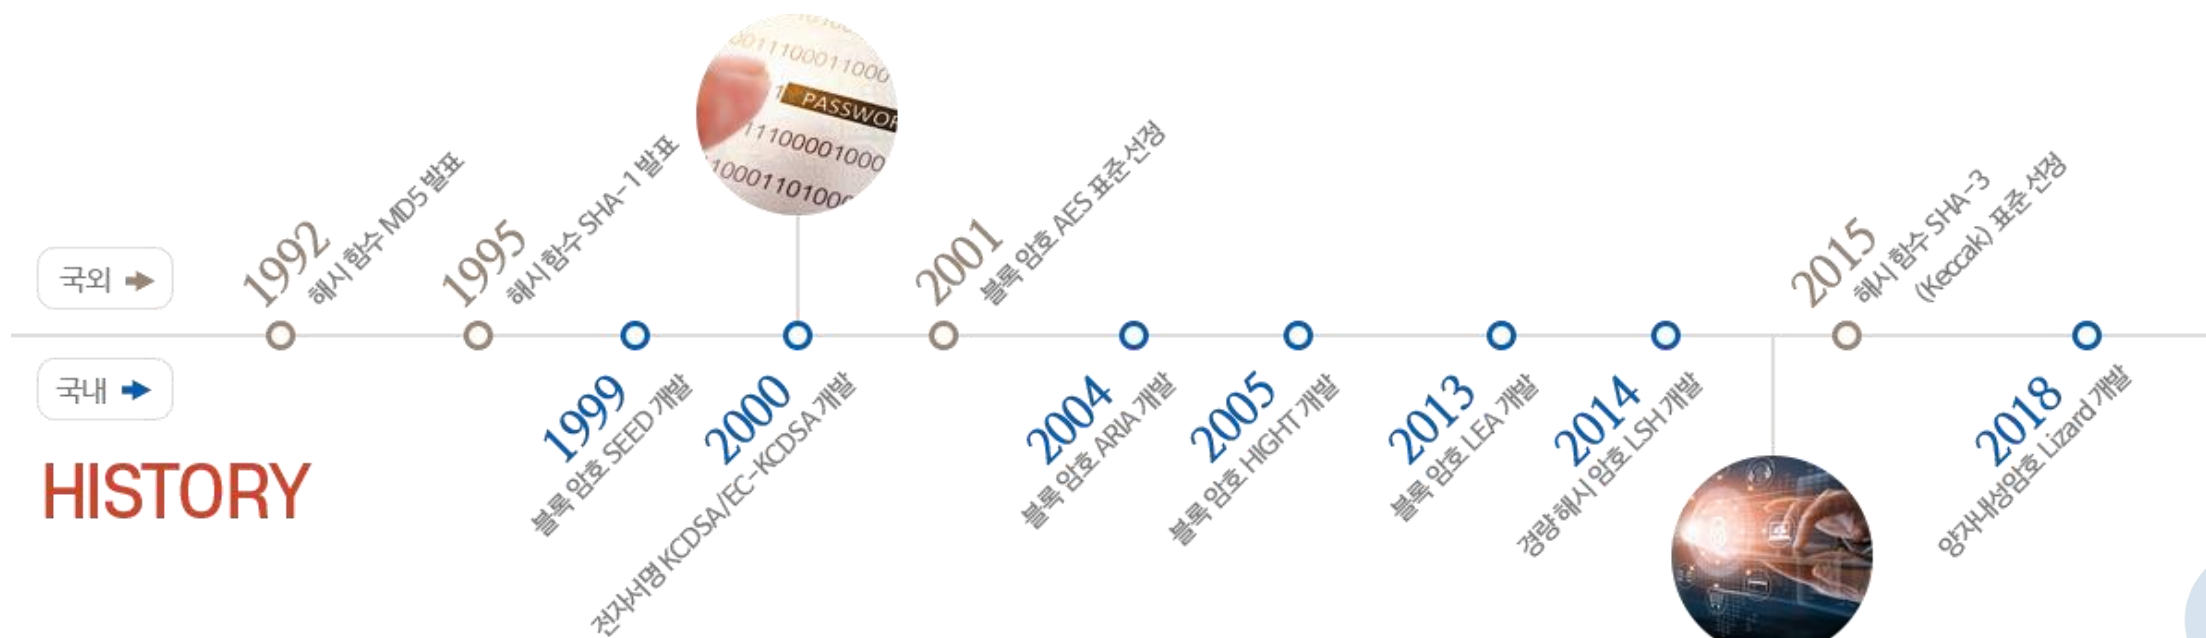 국외
1992
해시 함수 MD5 발표
1995
해시 함수 SHA-1 발표
2001
블록 암호 AES 표준 선정
2015
해시 함수 SHA-3
(Keccak) 표준 선정
국내
1999
블록 암호 SEED 개발
2000
전자서명 KCDSA/EC-KCDSA 개발
2004
블록 암호 ARIA 개발
2005
블록 암호 HIGHT 개발
2013
블록 암호 LEA 개발
2014
경량 해시 암호 LSH 개발
2018
양자내성암호 Lizard 개발
HISTORY